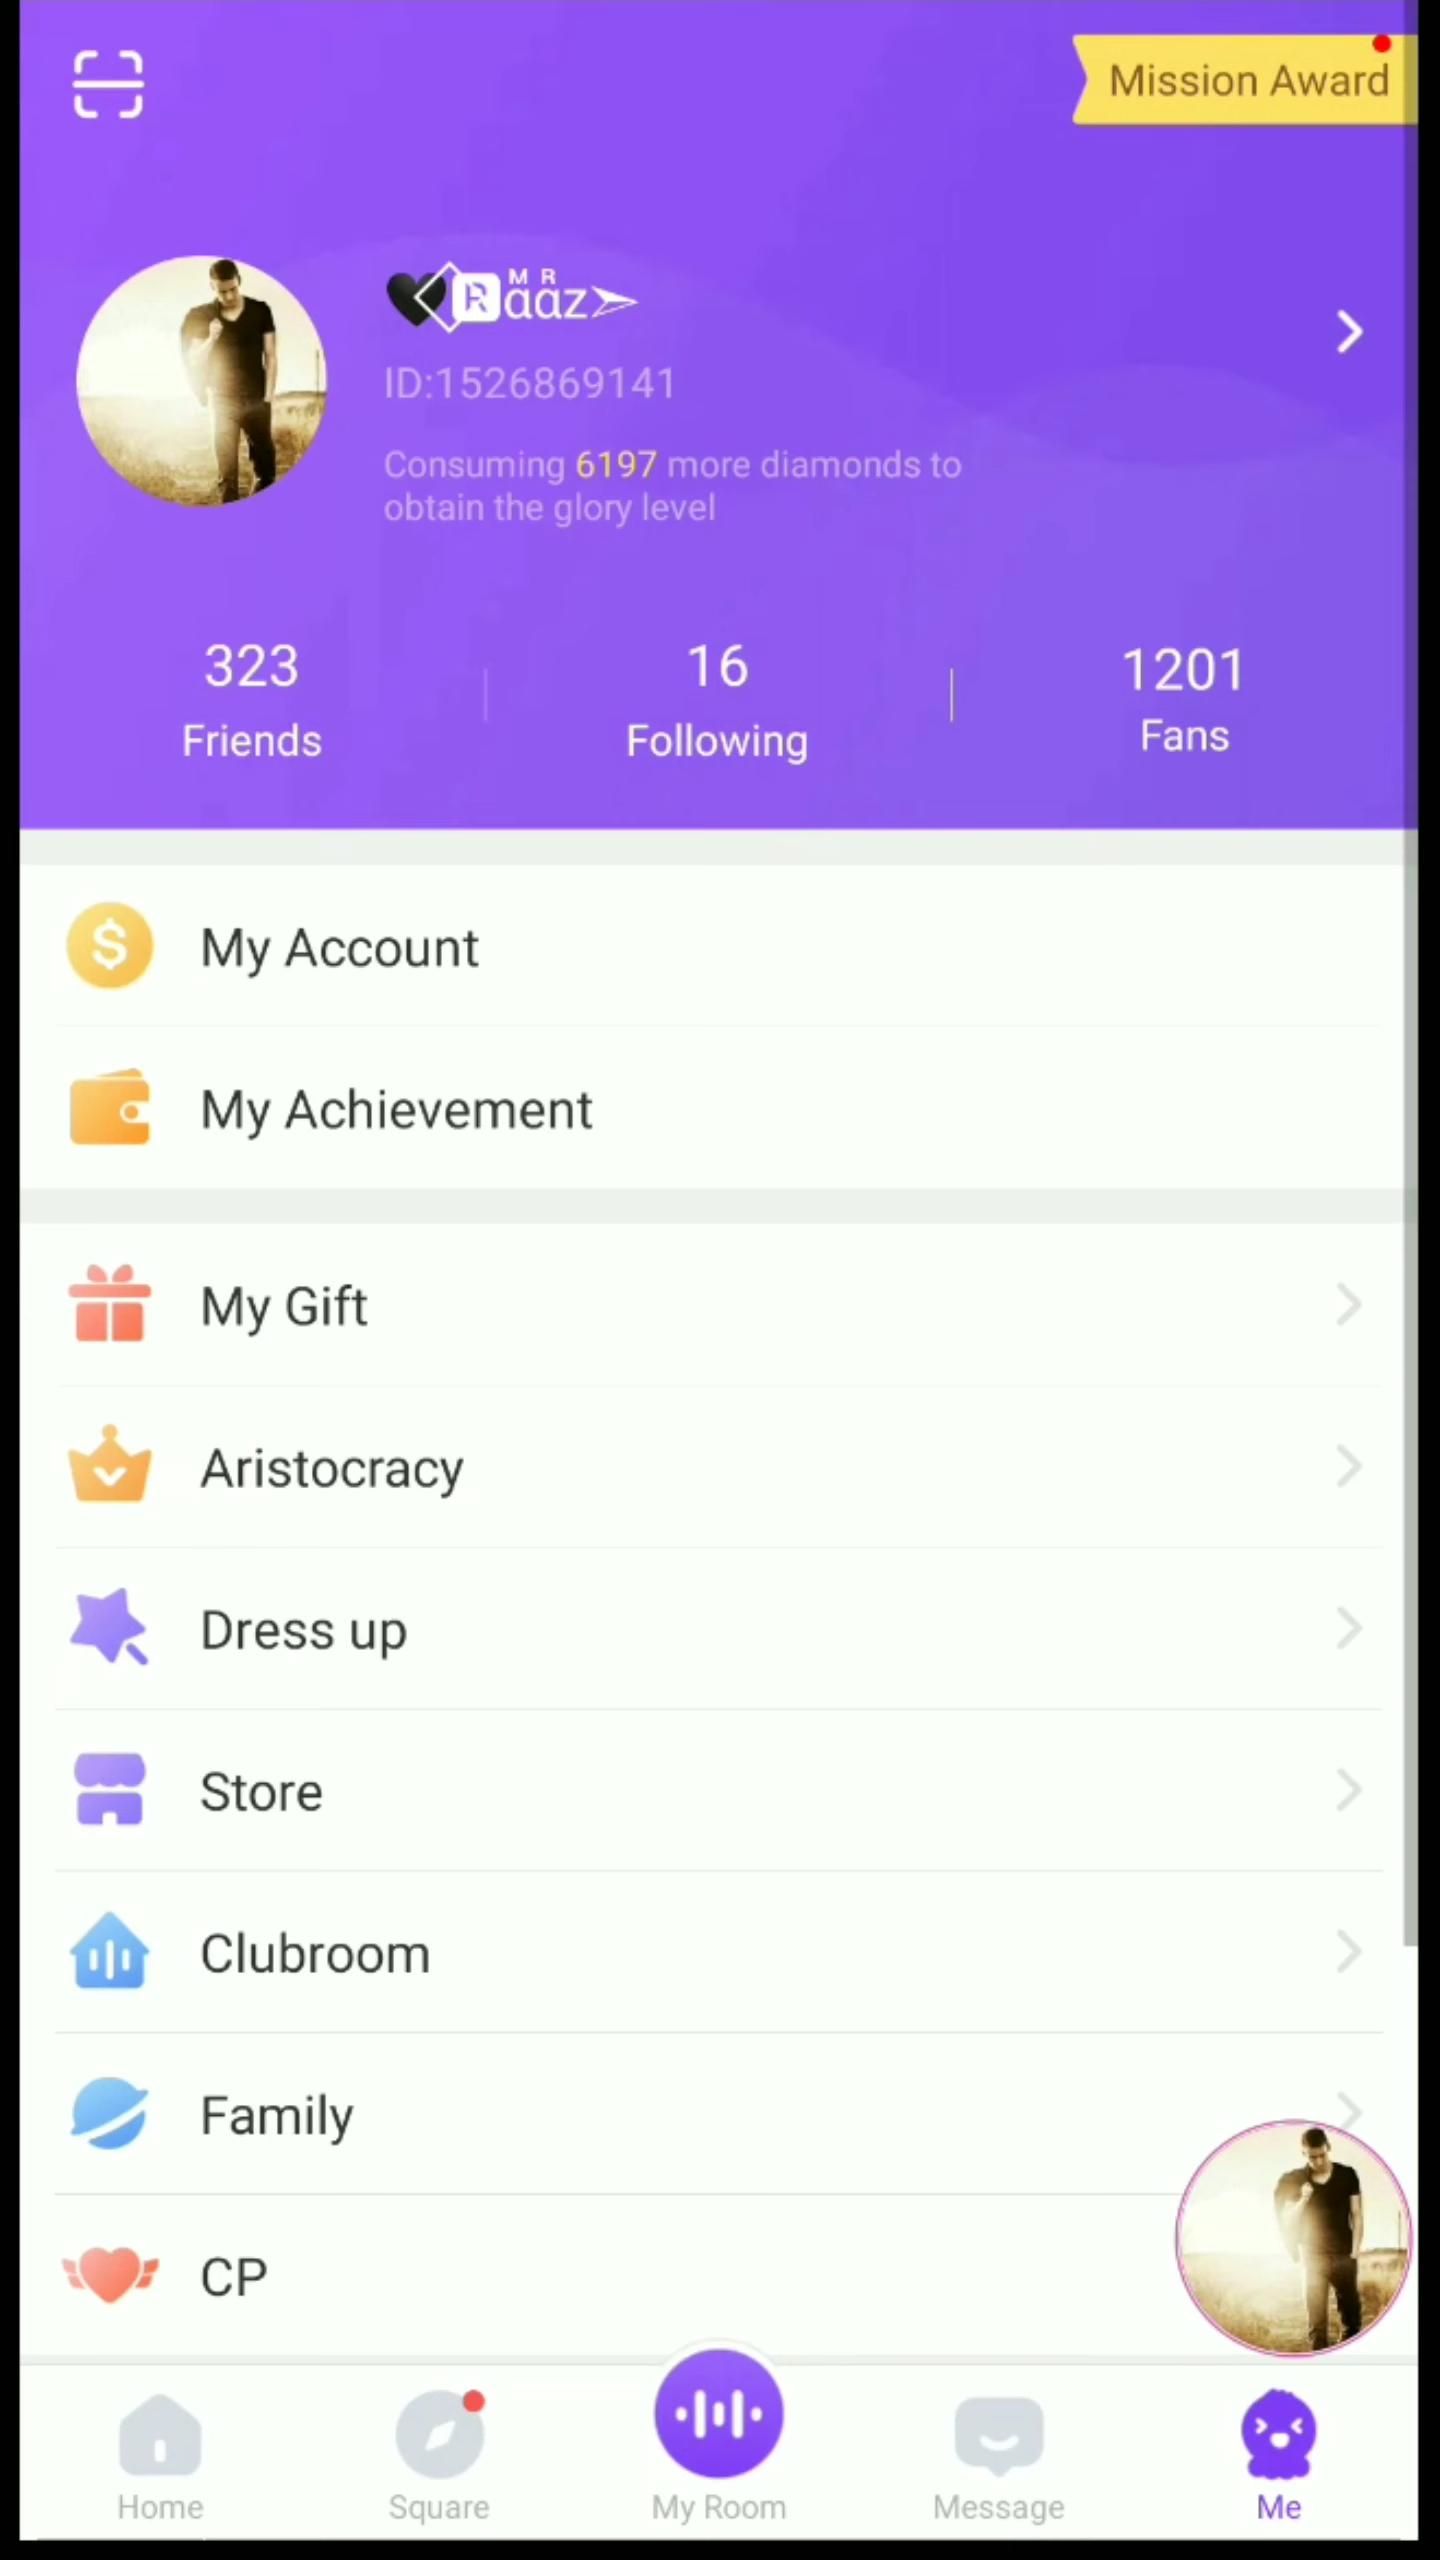 Mission Award
🖤🅁aaz
M R
ID:1526869141
Consuming 6197 more diamonds to
obtain the glory level
323
16
1201
Friends
Following
Fans
My Account
My Achievement
My Gift
Aristocracy
Dress up
Store
Clubroom
Family
CP
Home
Square
My Room
Message
Me